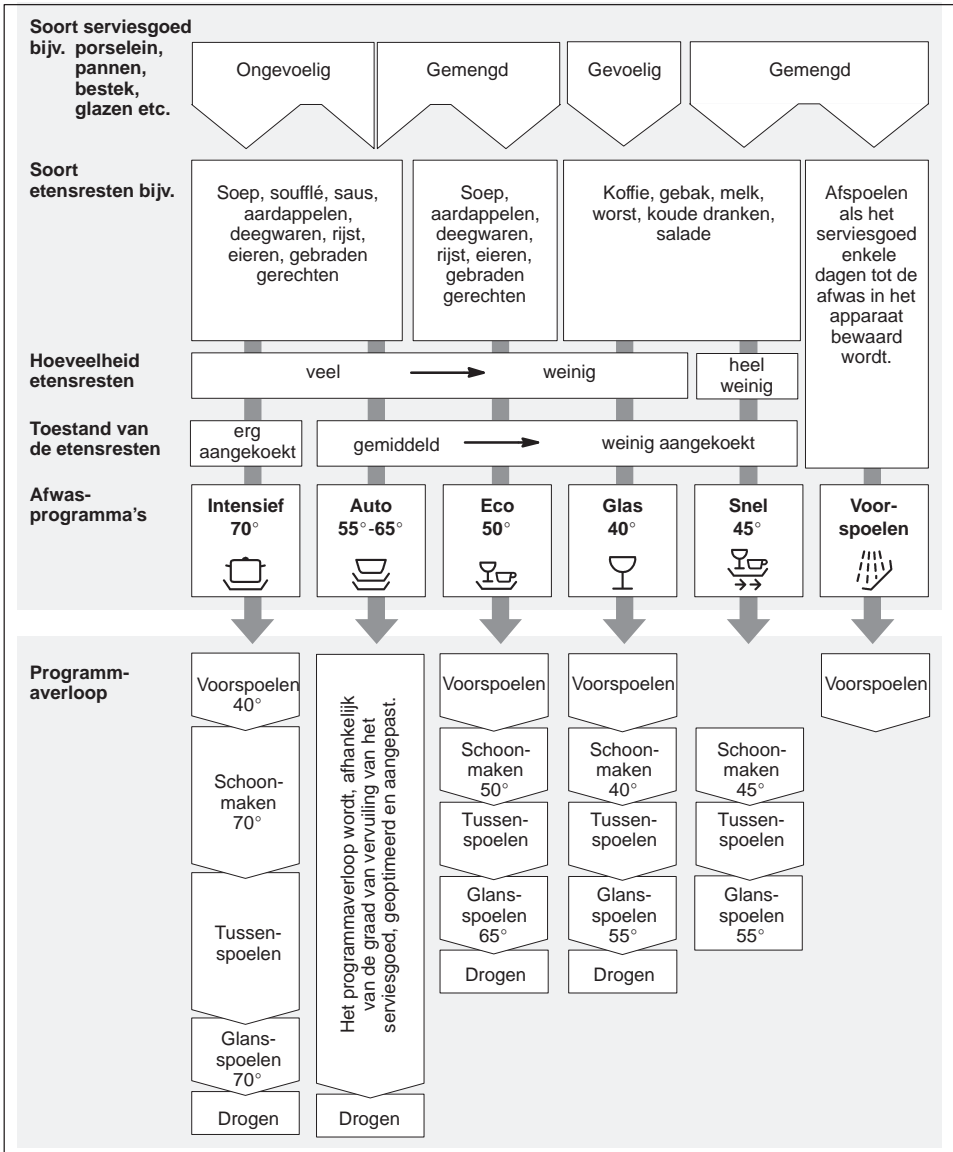 Soort serviesgoed
bijv. porselein,
pannen,
bestek,
glazen etc.
Ongevoelig
Gemengd
Gevoelig
Gemengd
Soort
etensresten bijv.
Soep, soufflé, saus,
aardappelen,
deegwaren, rijst,
eieren, gebraden
gerechten
Soep,
aardappelen,
deegwaren,
rijst, eieren,
gebraden
gerechten
Koffie, gebak, melk,
worst, koude dranken,
salade
Afspoelen
als het
serviesgoed
enkele
dagen tot de
afwas in het
apparaat
bewaard
wordt.
Hoeveelheid
etensresten
veel
weinig
heel
weinig
Toestand van
de etensresten
erg
aangekoekt
gemiddeld
weinig aangekoekt
Afwas-
programma's
Intensief
70°
Auto
55°-65°
Eco
50°
Glas
40°
Snel
45°
Voor-
spoelen
Programm-
averloop
Voorspoelen
40°
Schoon-
maken
70°
Tussen-
spoelen
Glans-
spoelen
70°
Drogen
Het programmaverloop wordt, afhankelijk
van de graad van vervuiling van het
serviesgoed, geoptimeerd en aangepast.
Drogen
Voorspoelen
Schoon-
maken
50°
Tussen-
spoelen
Glans-
spoelen
65°
Drogen
Voorspoelen
Schoon-
maken
40°
Tussen-
spoelen
Glans-
spoelen
55°
Drogen
Schoon-
maken
45°
Tussen-
spoelen
Glans-
spoelen
55°
Voorspoelen